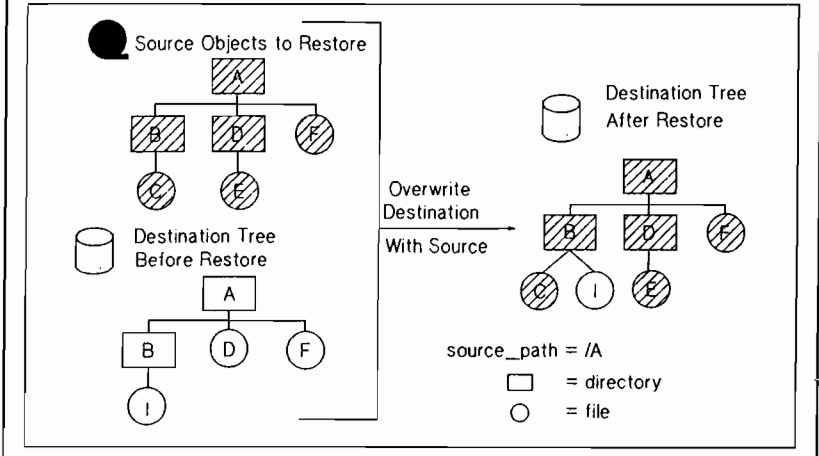 Source Objects to Restore
A
B D F
C E
Destination Tree
Before Restore
A
B D F
I
Overwrite
Destination
With Source
Destination Tree
After Restore
A
B D F
C I E
source_path = /A
= directory
= file